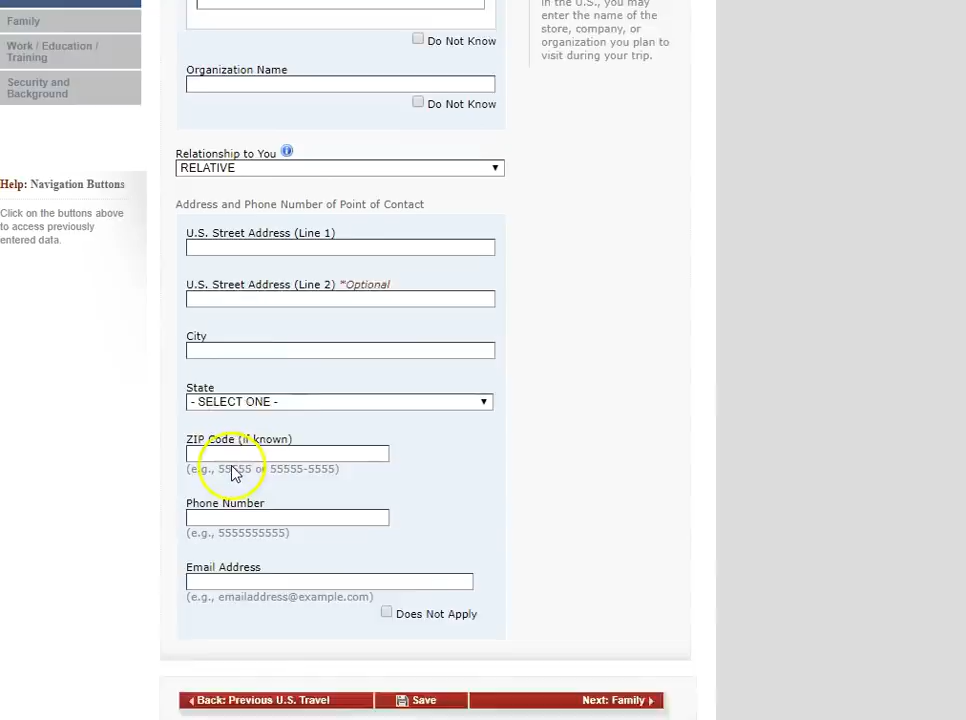 in the U.S., you may
enter the name of the
store, company, or
organization you plan to
visit during your trip.
Family
Work / Education /
Training
Security and
Background
Do Not Know
Organization Name
Do Not Know
Relationship to You
RELATIVE
Help: Navigation Buttons
Click on the buttons above
to access previously
entered data.
Address and Phone Number of Point of Contact
U.S. Street Address (Line 1)
U.S. Street Address (Line 2) *Optional
City
State
- SELECT ONE -
ZIP Code (if known)
(e.g., 55555 or 55555-5555)
Phone Number
(e.g., 5555555555)
Email Address
(e.g., emailaddress@example.com)
Does Not Apply
Back: Previous U.S. Travel
Save
Next: Family